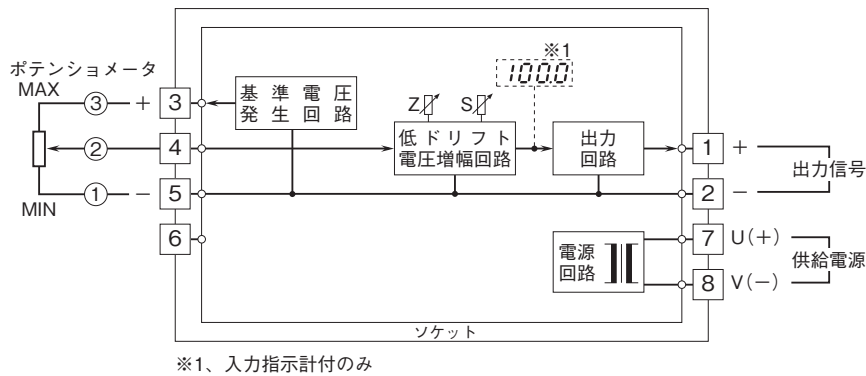 ポテンショメータ
MAX
③ +
②
① −
MIN
3
4
5
6
基準電圧
発生回路
Z
S
※1
100.0
低ドリフト
電圧増幅回路
出力
回路
1 +
2 −
出力信号
電源
回路
7 U(+)
8 V(−)
供給電源
ソケット
※1、入力指示計付のみ